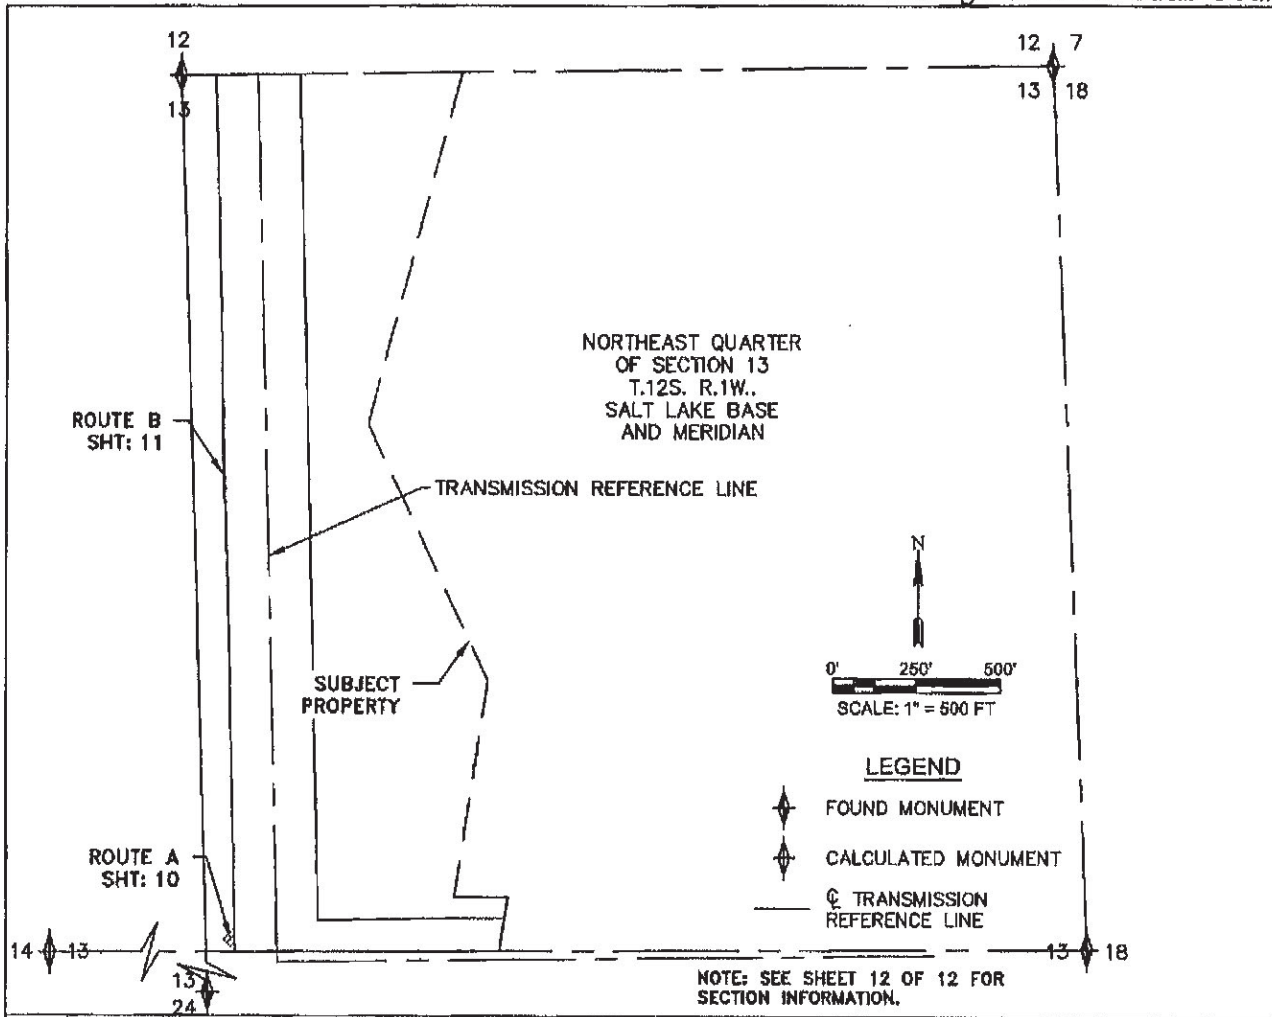 12
13
12 7
13 18
NORTHEAST QUARTER
OF SECTION 13
T.12S. R.1W..
SALT LAKE BASE
AND MERIDIAN
ROUTE B
SHT: 11
TRANSMISSION REFERENCE LINE
N
0' 250' 500'
SCALE: 1" = 500 FT
SUBJECT
PROPERTY
LEGEND
FOUND MONUMENT
CALCULATED MONUMENT
℄ TRANSMISSION
REFERENCE LINE
ROUTE A
SHT: 10
14 13
13 18
13
24
NOTE: SEE SHEET 12 OF 12 FOR
SECTION INFORMATION.